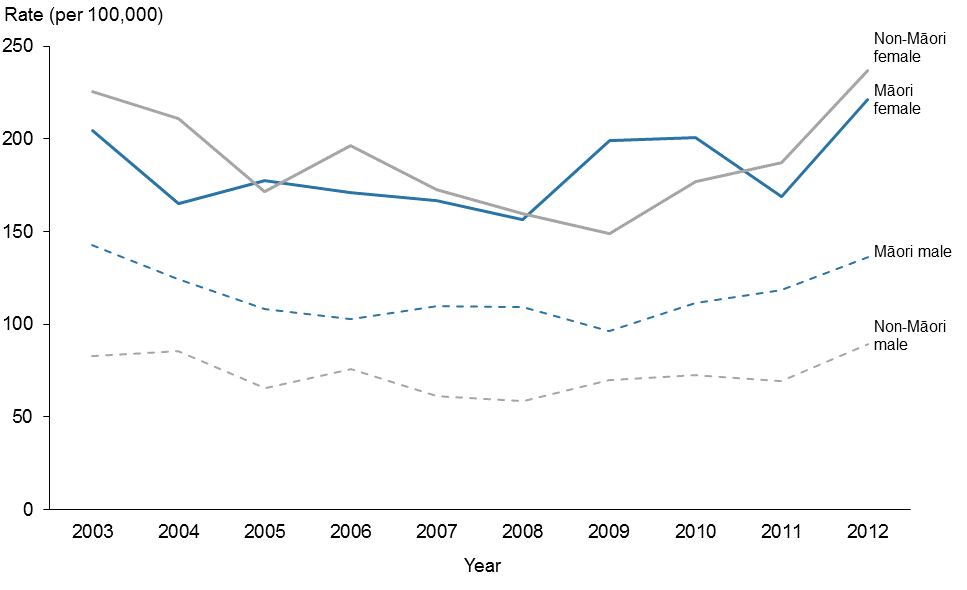 Rate (per 100,000)
250
200
150
100
50
0
Non-Māori
female
Māori
female
Māori male
Non-Māori
male
2003 2004 2005 2006 2007 2008 2009 2010 2011 2012
Year